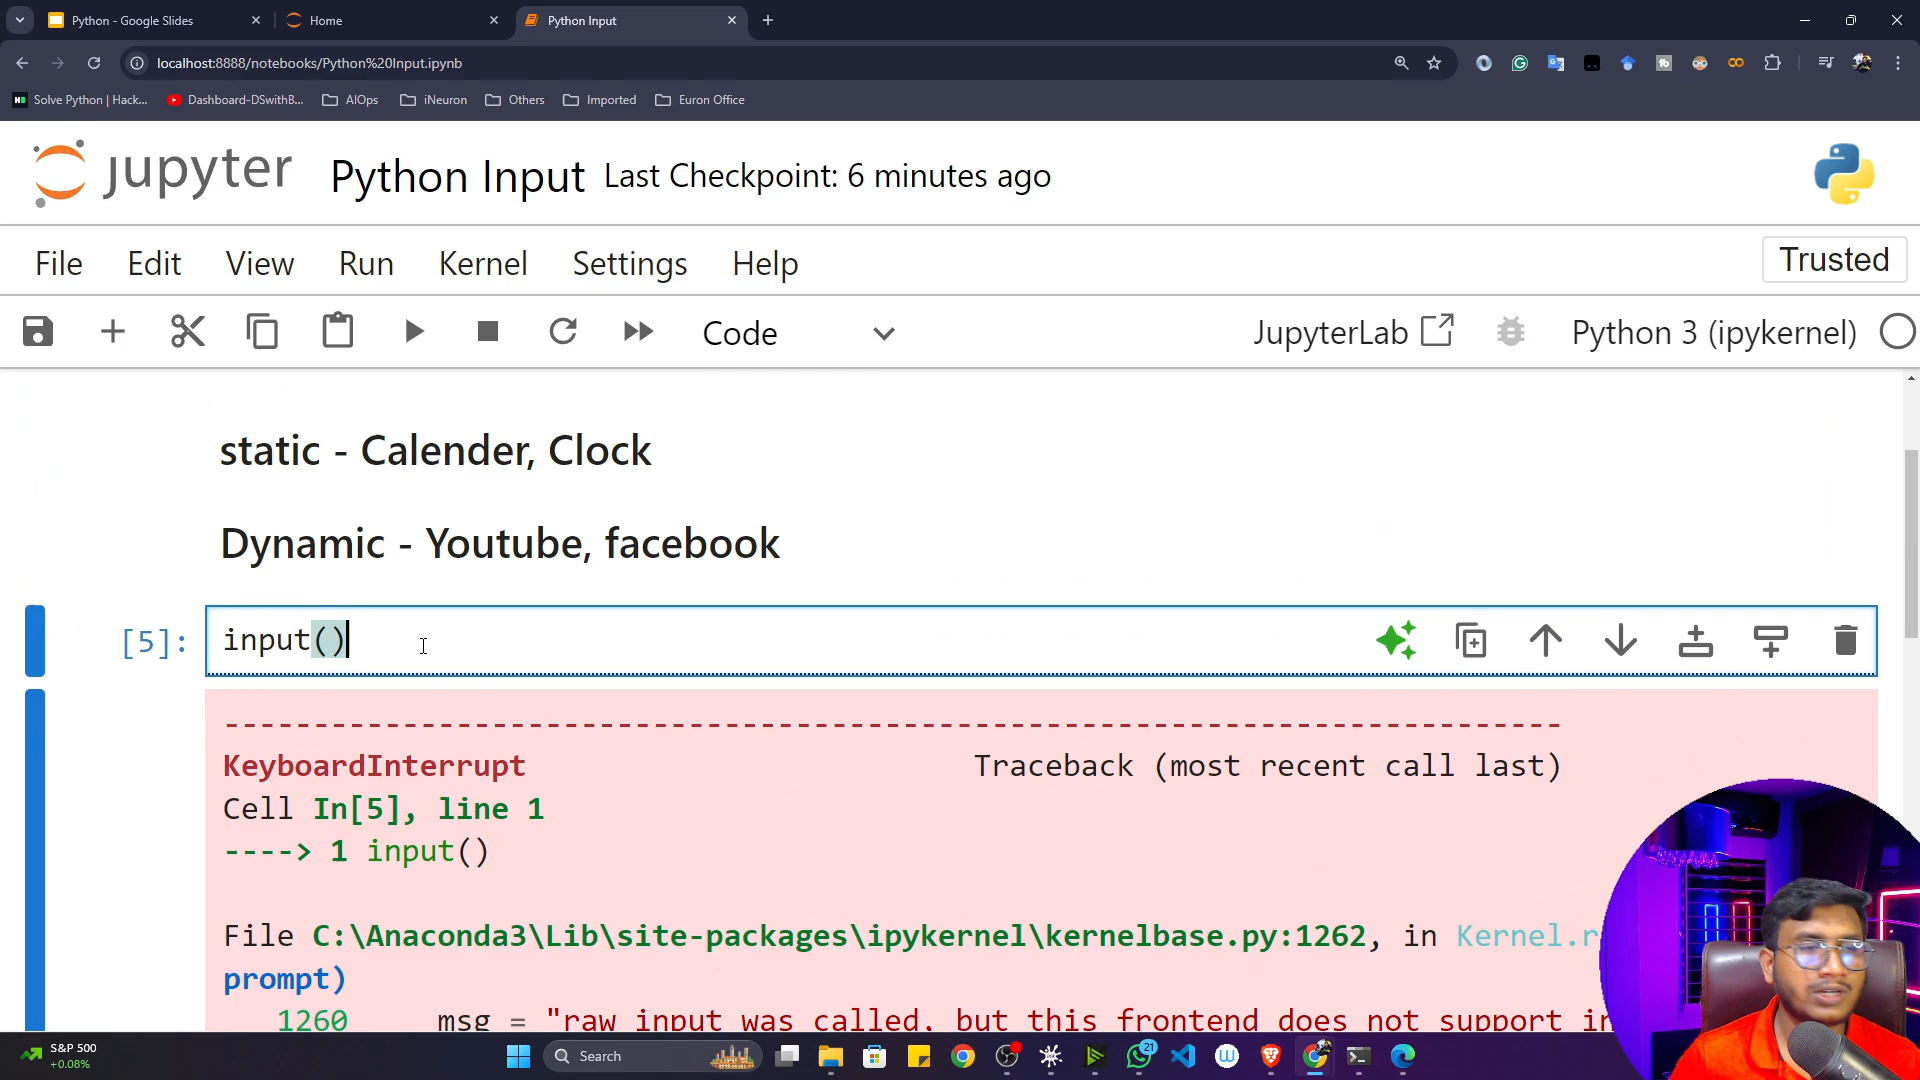 Python - Google Slides
Home
Python Input
localhost:8888/notebooks/Python%20Input.ipynb
Solve Python | Hack...
Dashboard-DSwithB...
AIOps
iNeuron
Others
Imported
Euron Office
jupyter
Python Input
Last Checkpoint: 6 minutes ago
File Edit View Run Kernel Settings Help
Trusted
Code
JupyterLab
Python 3 (ipykernel)
static - Calender, Clock
Dynamic - Youtube, facebook
[5]:
input()
---------------------------------------------------------------------------
KeyboardInterrupt Traceback (most recent call last)
Cell In[5], line 1
----> 1 input()
File C:\Anaconda3\Lib\site-packages\ipykernel\kernelbase.py:1262, in Kernel.r
prompt)
1260 msg = "raw_input was called, but this frontend does not support in
S&P 500
+0.08%
Search
21